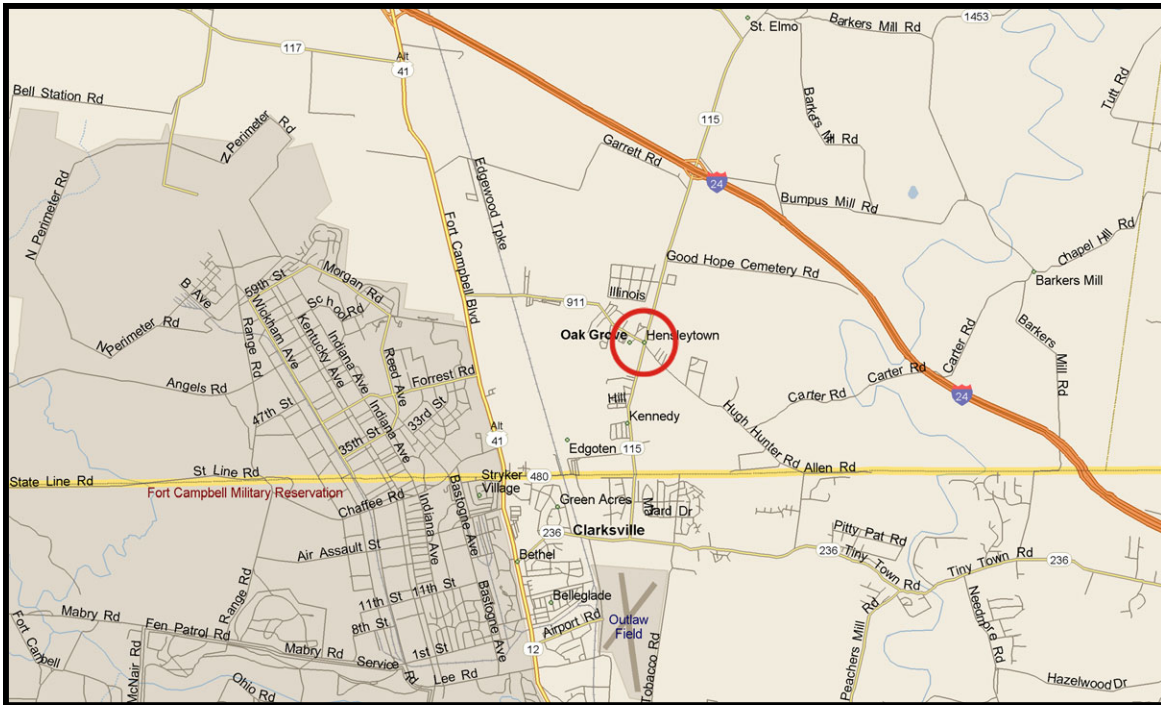 St. Elmo
Barkers Mill Rd
1453
117
Alt
41
Bell Station Rd
Tutt Rd
N Perimeter Rd
Barkers Mill Rd
115
Garrett Rd
24
Edgewood Tpke
Bumpus Mill Rd
N Perimeter Rd
Fort Campbell Blvd
Chapel Hill Rd
Good Hope Cemetery Rd
59th St
Morgan Rd
Barkers Mill
B Ave
School Rd
Illinois
911
Wickham Ave
Kentucky Ave
Indiana Ave
Range Rd
N Perimeter Rd
Oak Grove
Hensleytown
Barkers Mill Rd
Carter Rd
Reed Ave
Angels Rd
Forrest Rd
Carter Rd
Carter Rd
24
47th St
33rd St
Hill
Kennedy
Hugh Hunter Rd
Indiana Ave
35th St
Alt
41
Edgoten
115
St Line Rd
Stryker Village
480
Allen Rd
State Line Rd
Fort Campbell Military Reservation
Chaffee Rd
Bastogne Ave
Indiana Ave
Green Acres
Jard Dr
Clarksville
236
Pitty Pat Rd
Air Assault St
Bethel
236
Tiny Town Rd
Tiny Town Rd
236
Range Rd
11th St
11th St
Bastogne Ave
Belleglade
Needmore Rd
Mabry Rd
8th St
Airport Rd
Outlaw Field
Peachers Mill Rd
Fen Patrol Rd
Mabry Rd
1st St
12
Fort Campbell
McNair Rd
Service Rd
Lee Rd
Tobacco Rd
Ohio Rd
Hazelwood Dr